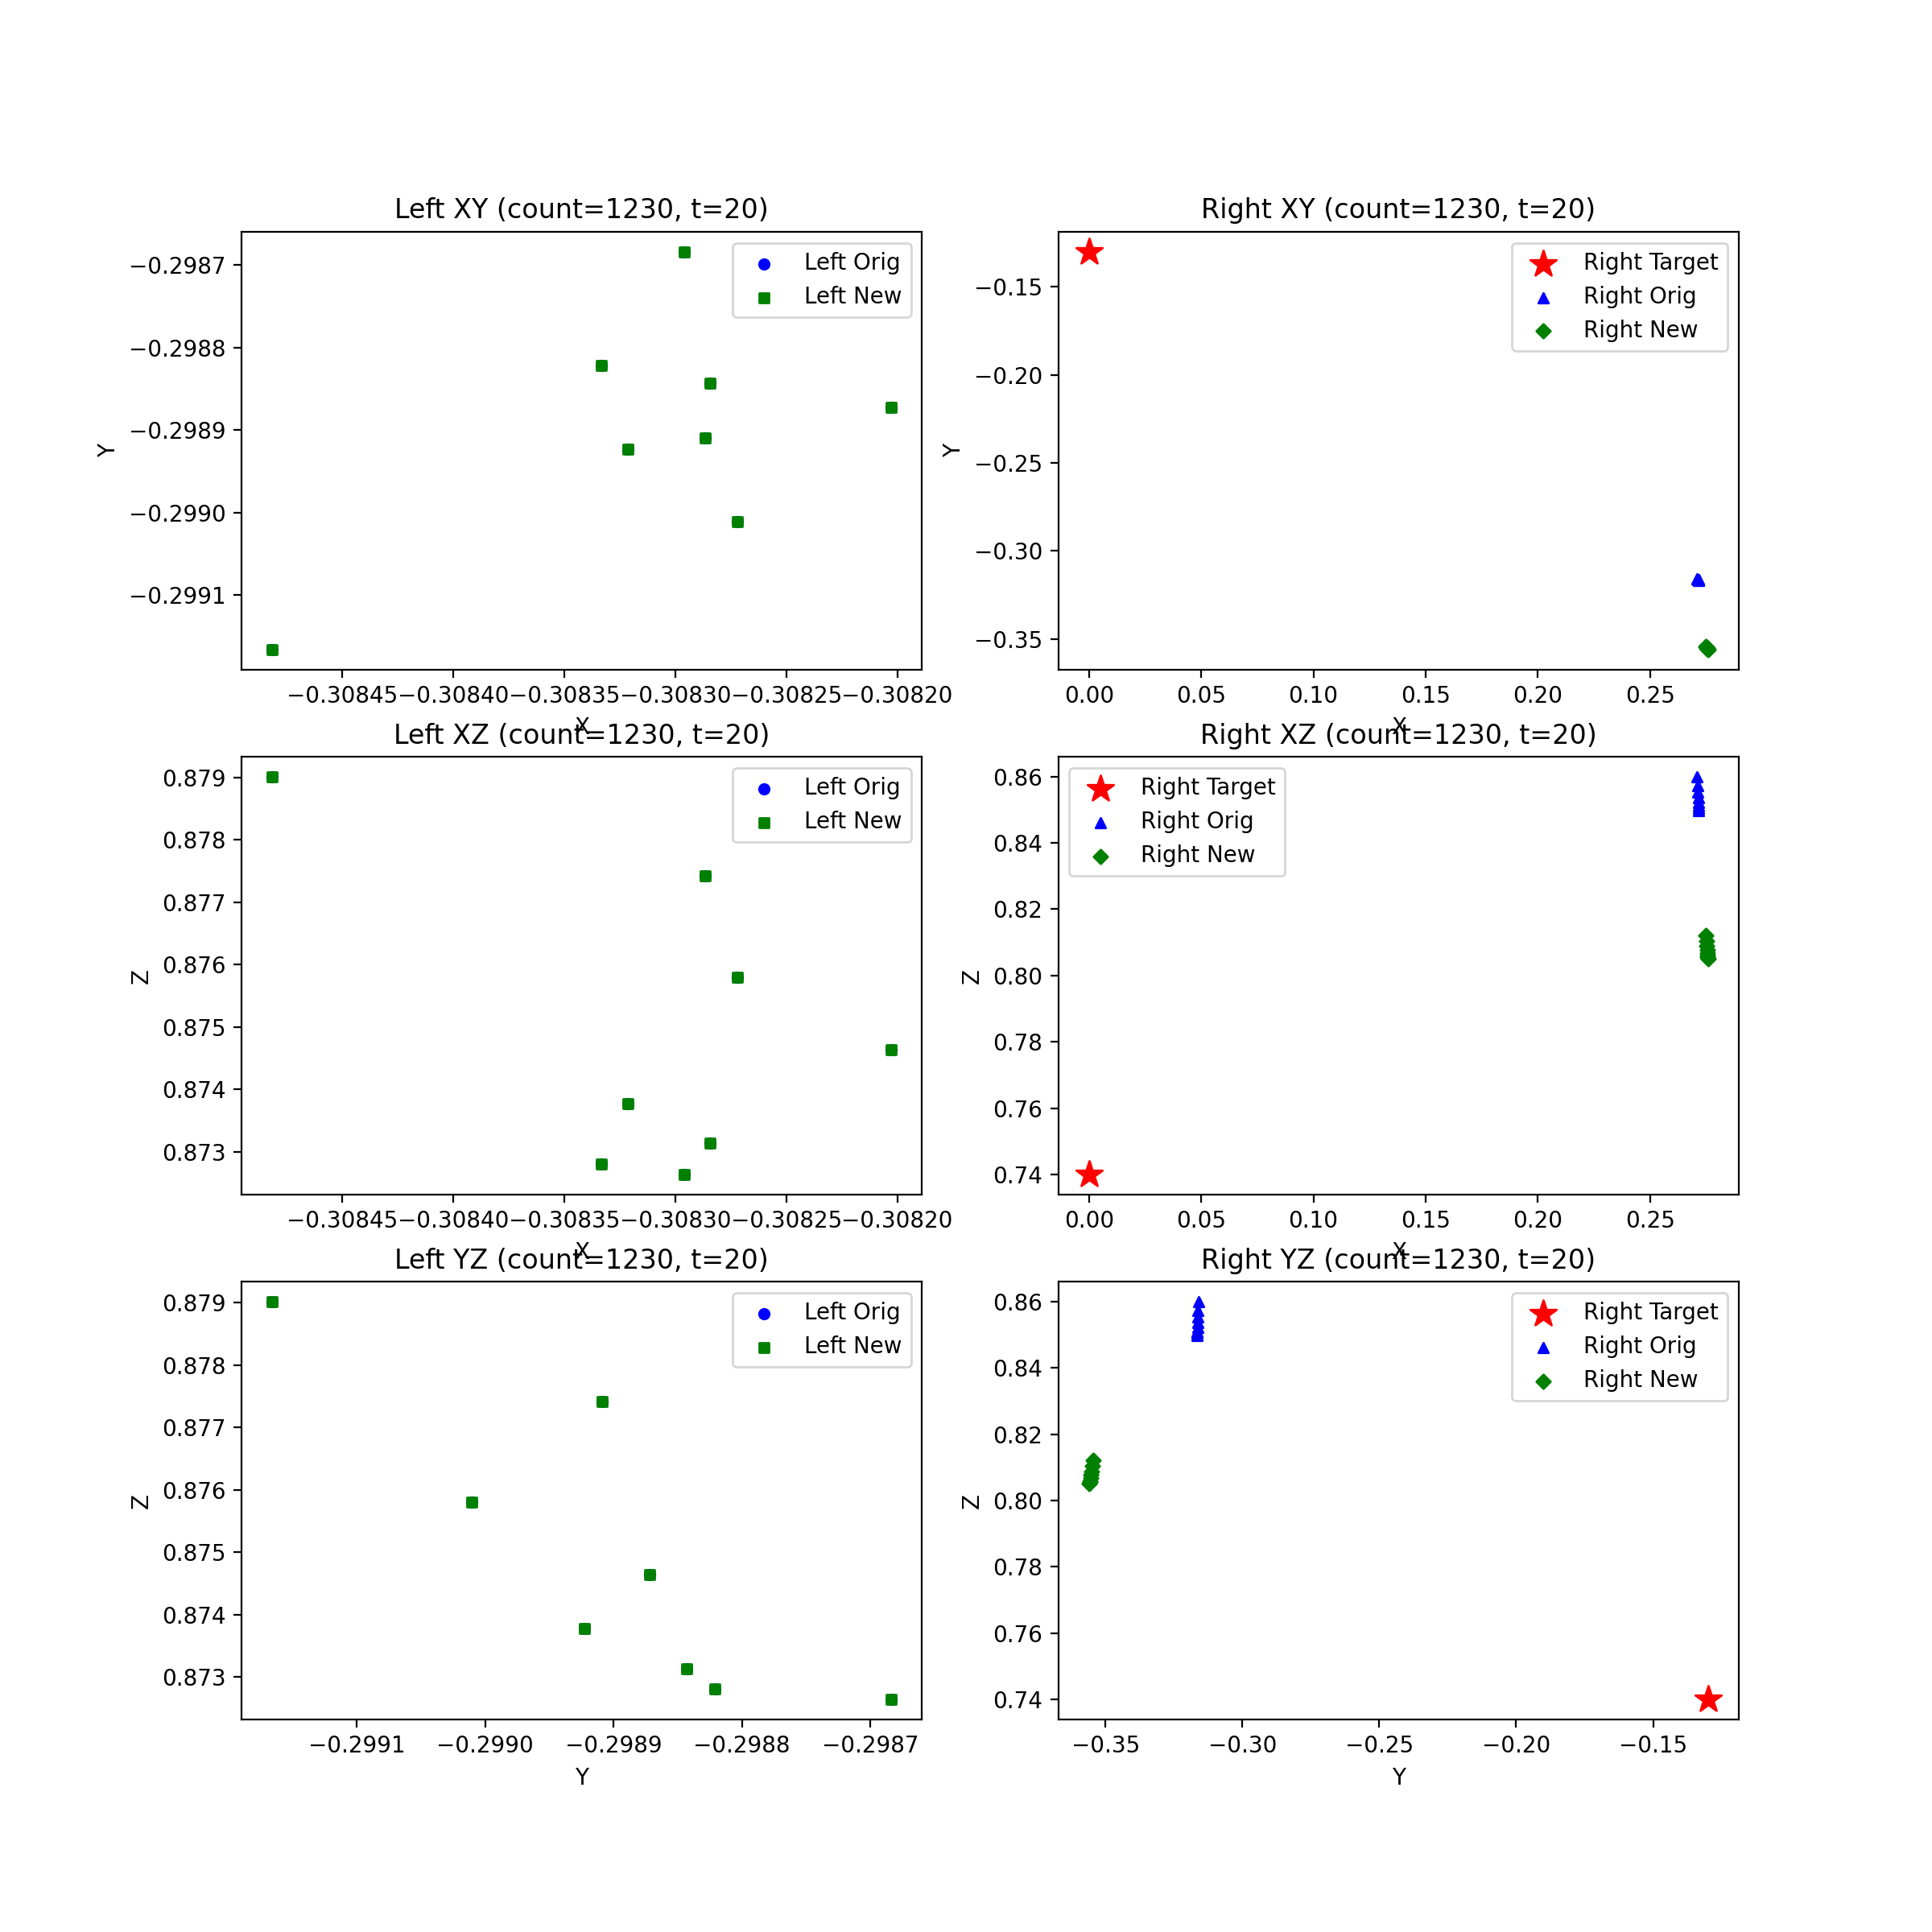 Left XY (count=1230, t=20)
−0.2987
−0.2988
−0.2989
−0.2990
−0.2991
Y
Left Orig
Left New
−0.30845 −0.30840 −0.30835 −0.30830 −0.30825 −0.30820
X
Right XY (count=1230, t=20)
−0.15
−0.20
−0.25
−0.30
−0.35
Y
Right Target
Right Orig
Right New
0.00 0.05 0.10 0.15 0.20 0.25
X
Left XZ (count=1230, t=20)
0.879
0.878
0.877
0.876
0.875
0.874
0.873
Z
Left Orig
Left New
−0.30845 −0.30840 −0.30835 −0.30830 −0.30825 −0.30820
X
Right XZ (count=1230, t=20)
0.86
0.84
0.82
0.80
0.78
0.76
0.74
Z
Right Target
Right Orig
Right New
0.00 0.05 0.10 0.15 0.20 0.25
X
Left YZ (count=1230, t=20)
0.879
0.878
0.877
0.876
0.875
0.874
0.873
Z
Left Orig
Left New
−0.2991 −0.2990 −0.2989 −0.2988 −0.2987
Y
Right YZ (count=1230, t=20)
0.86
0.84
0.82
0.80
0.78
0.76
0.74
Z
Right Target
Right Orig
Right New
−0.35 −0.30 −0.25 −0.20 −0.15
Y